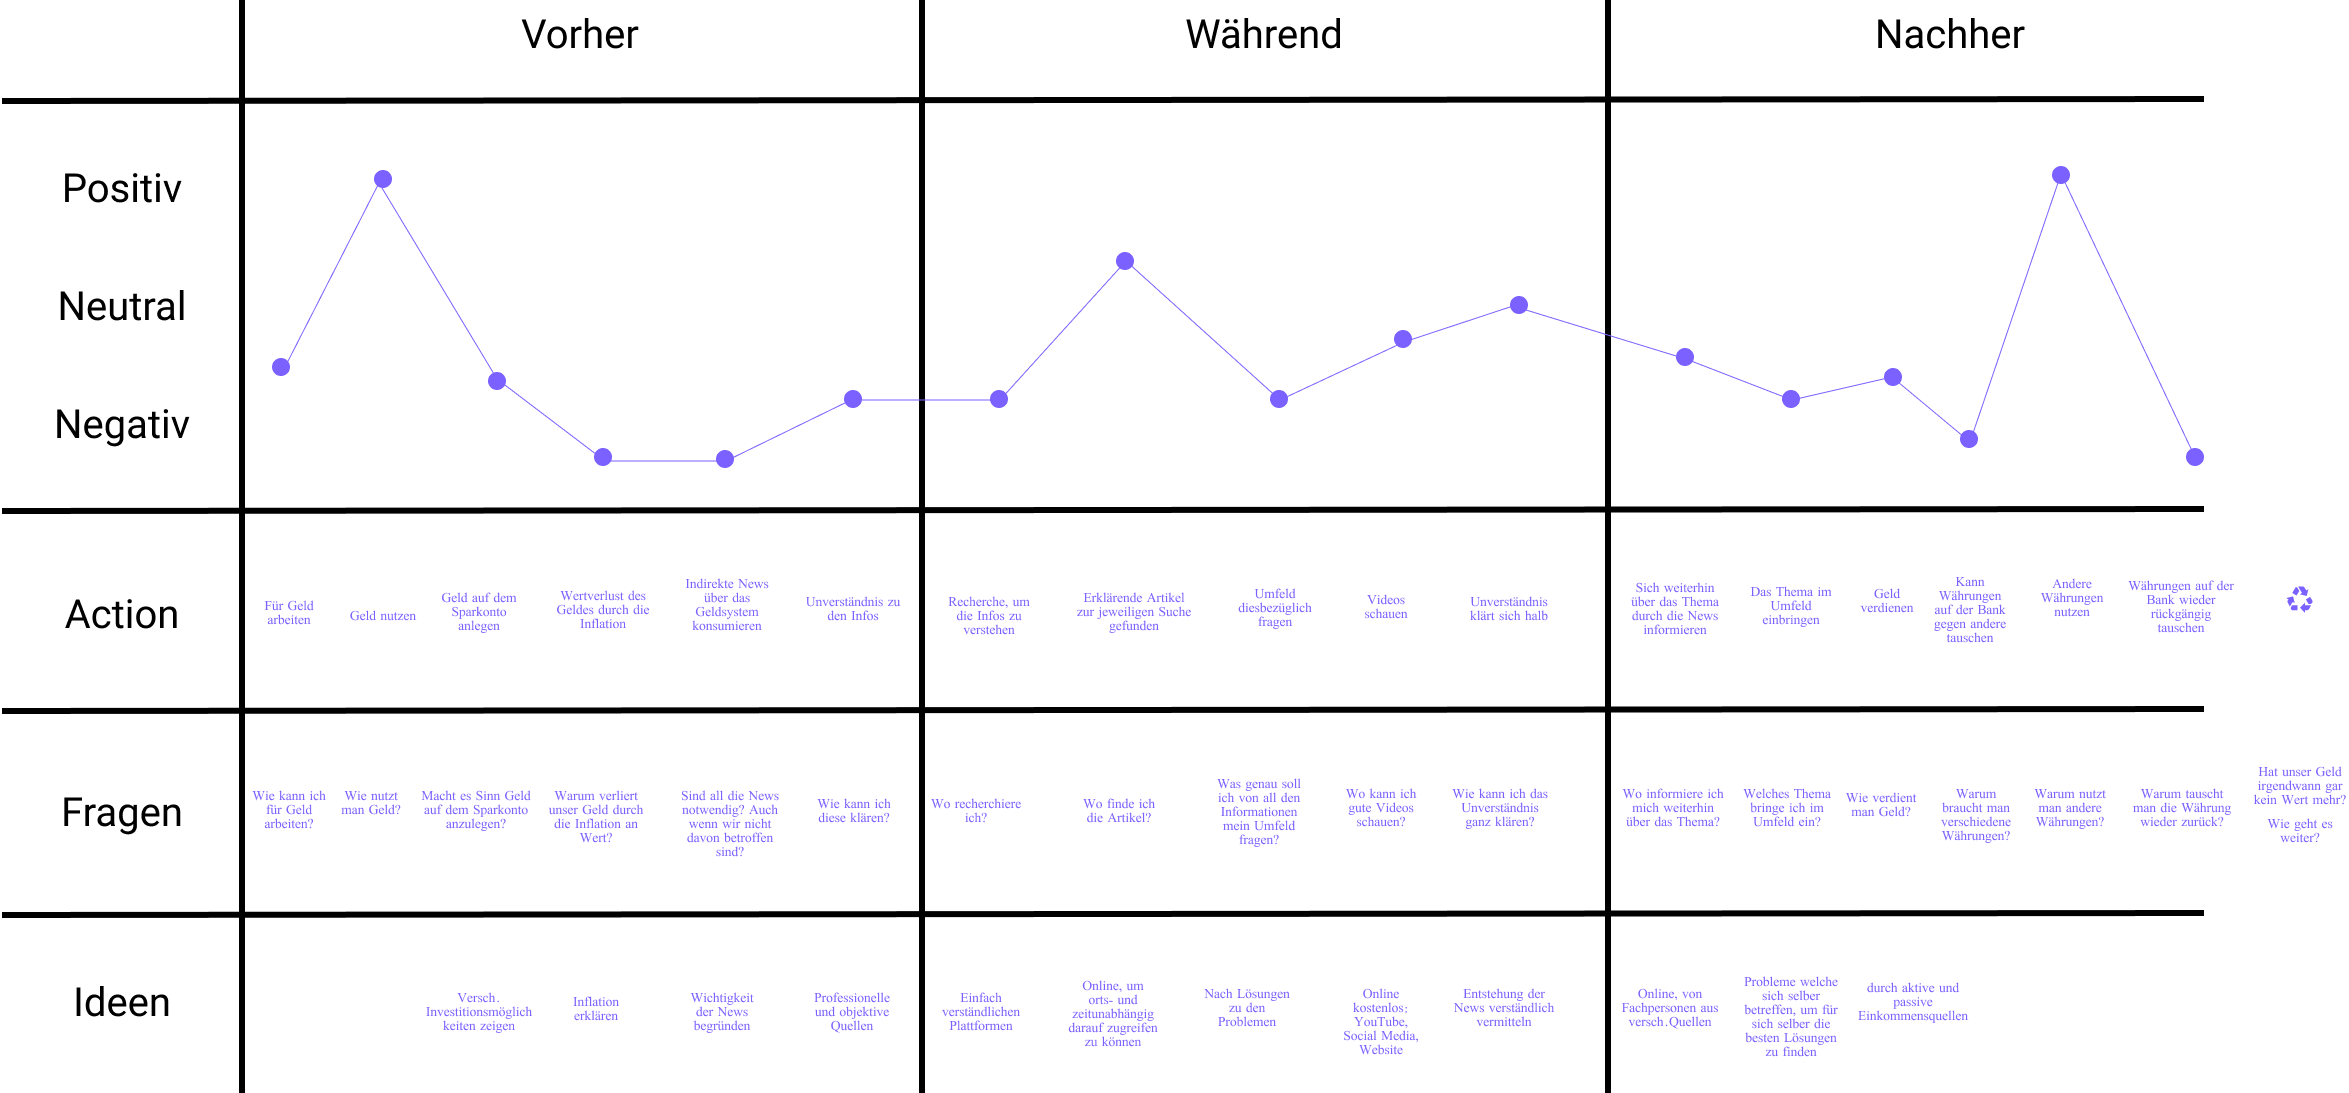 Vorher
Während
Nachher
Positiv
Neutral
Negativ
Action
Für Geld
arbeiten
Geld nutzen
Geld auf dem
Sparkonto
anlegen
Wertverlust des
Geldes durch die
Inflation
Indirekte News
über das
Geldsystem
konsumieren
Unverständnis zu
den Infos
Recherche, um
die Infos zu
verstehen
Erklärende Artikel
zur jeweiligen Suche
gefunden
Umfeld
diesbezüglich
fragen
Videos
schauen
Unverständnis
klärt sich halb
Sich weiterhin
über das Thema
durch die News
informieren
Das Thema im
Umfeld
einbringen
Geld
verdienen
Kann
Währungen
auf der Bank
gegen andere
tauschen
Andere
Währungen
nutzen
Währungen auf der
Bank wieder
rückgängig
tauschen
Fragen
Wie kann ich
für Geld
arbeiten?
Wie nutzt
man Geld?
Macht es Sinn Geld
auf dem Sparkonto
anzulegen?
Warum verliert
unser Geld durch
die Inflation an
Wert?
Sind all die News
notwendig? Auch
wenn wir nicht
davon betroffen
sind?
Wie kann ich
diese klären?
Wo recherchiere
ich?
Wo finde ich
die Artikel?
Was genau soll
ich von all den
Informationen
mein Umfeld
fragen?
Wo kann ich
gute Videos
schauen?
Wie kann ich das
Unverständnis
ganz klären?
Wo informiere ich
mich weiterhin
über das Thema?
Welches Thema
bringe ich im
Umfeld ein?
Wie verdient
man Geld?
Warum
braucht man
verschiedene
Währungen?
Warum nutzt
man andere
Währungen?
Warum tauscht
man die Währung
wieder zurück?
Hat unser Geld
irgendwann gar
kein Wert mehr?
Wie geht es
weiter?
Ideen
Versch.
Investitionsmöglich
keiten zeigen
Inflation
erklären
Wichtigkeit
der News
begründen
Professionelle
und objektive
Quellen
Einfach
verständlichen
Plattformen
Online, um
orts- und
zeitunabhängig
darauf zugreifen
zu können
Nach Lösungen
zu den
Problemen
Online
kostenlos:
YouTube,
Social Media,
Website
Entstehung der
News verständlich
vermitteln
Online, von
Fachpersonen aus
versch.Quellen
Probleme welche
sich selber
betreffen, um für
sich selber die
besten Lösungen
zu finden
durch aktive und
passive
Einkommensquellen